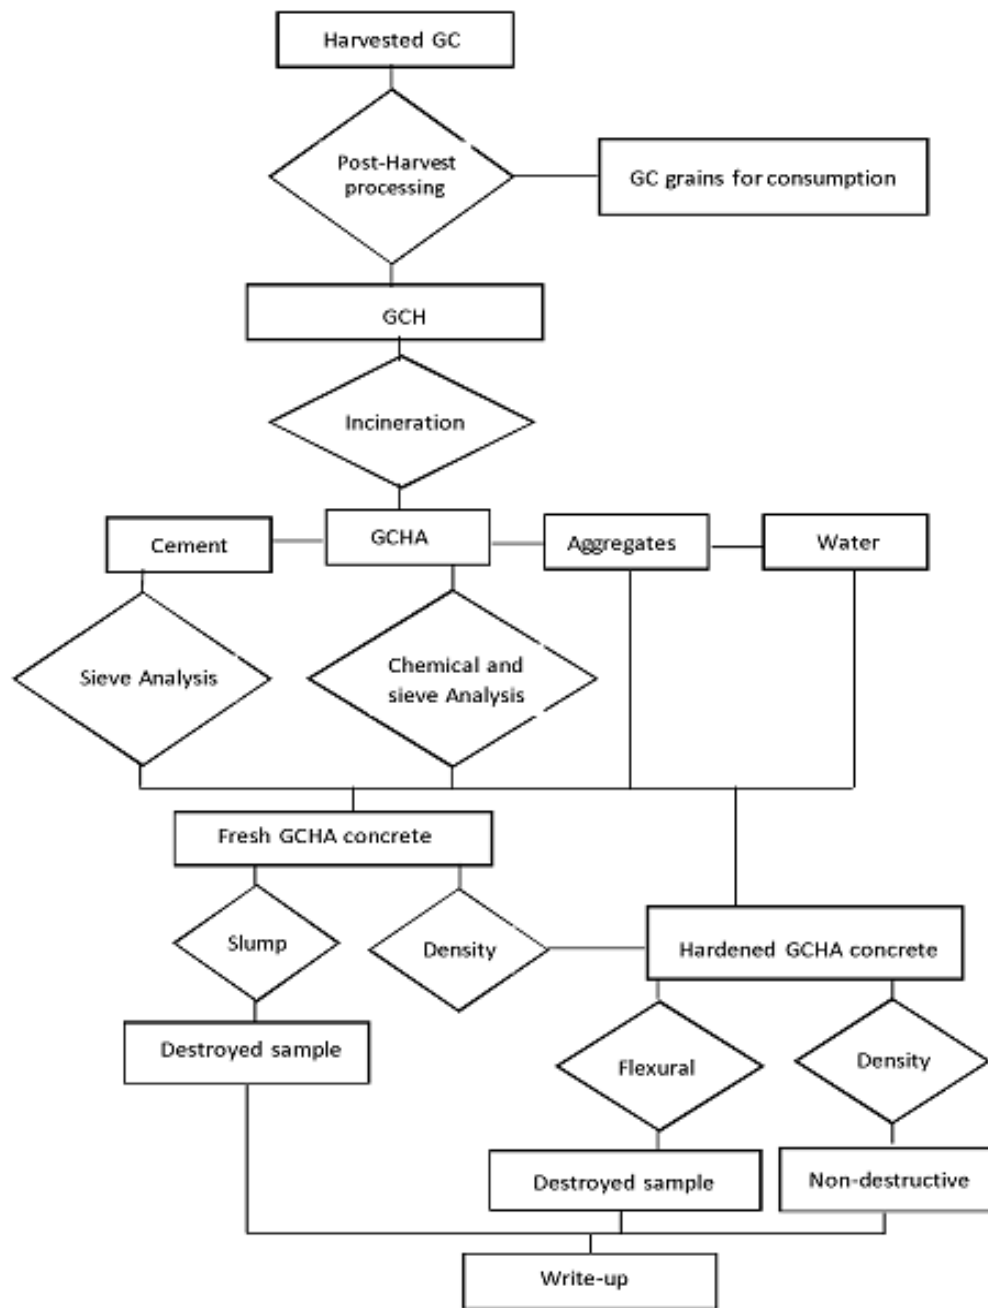 Harvested GC
Post-Harvest
processing
GC grains for consumption
GCH
Incineration
Cement
GCHA
Aggregates
Water
Sieve Analysis
Chemical and
sieve Analysis
Fresh GCHA concrete
Slump
Density
Hardened GCHA concrete
Destroyed sample
Flexural
Density
Destroyed sample
Non-destructive
Write-up